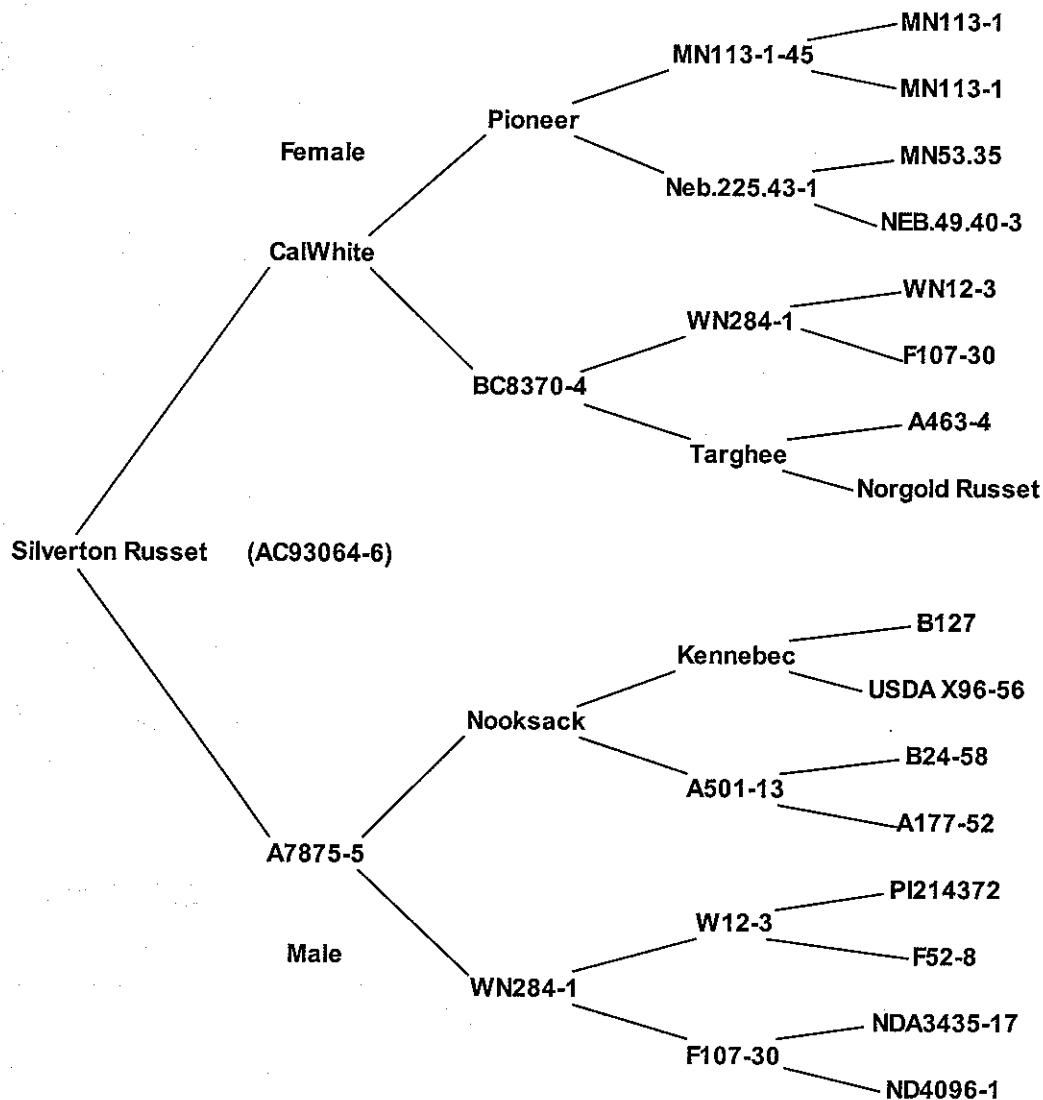 MN113-1
MN113-1-45
MN113-1
Pioneer
Female
MN53.35
Neb.225.43-1
NEB.49.40-3
CalWhite
WN12-3
WN284-1
F107-30
BC8370-4
A463-4
Targhee
Norgold Russet
Silverton Russet (AC93064-6)
B127
Kennebec
USDA X96-56
Nooksack
B24-58
A501-13
A177-52
A7875-5
PI214372
W12-3
Male
F52-8
WN284-1
NDA3435-17
F107-30
ND4096-1